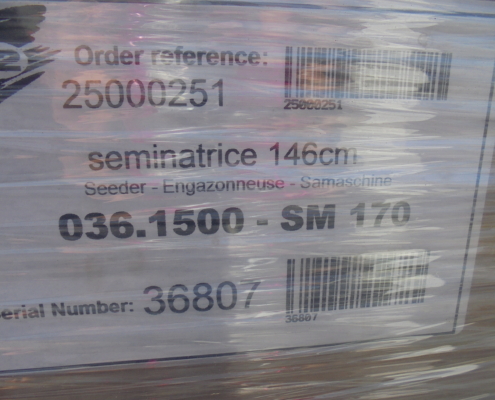 Order reference:
25000251
25000251
seminatrice 146cm
Seeder - Engazonneuse - Samaschine
036.1500 - SM 170
erial Number: 36807
36807